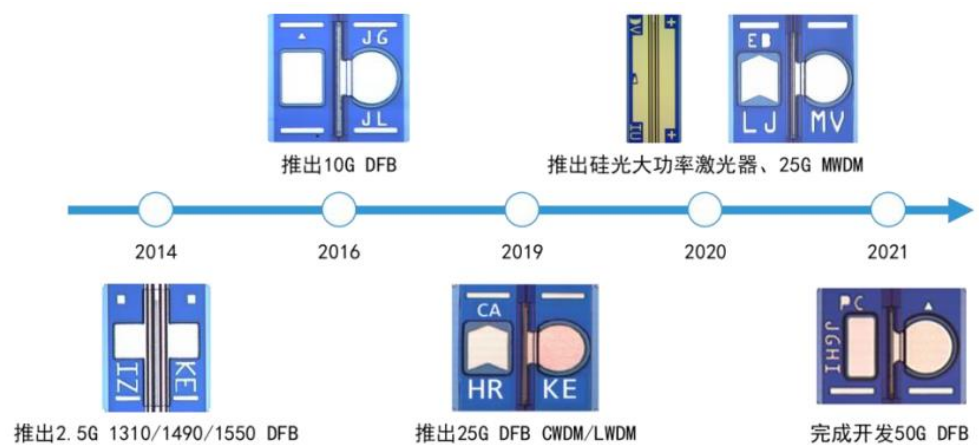 JG
JL
推出10G DFB
DV
IU
EB
LJ MV
推出硅光大功率激光器、25G MWDM
2014
2016
2019
2020
2021
IZ
KE
推出2.5G 1310/1490/1550 DFB
CA
HR KE
推出25G DFB CWDM/LWDM
PC
JGHI
完成开发50G DFB